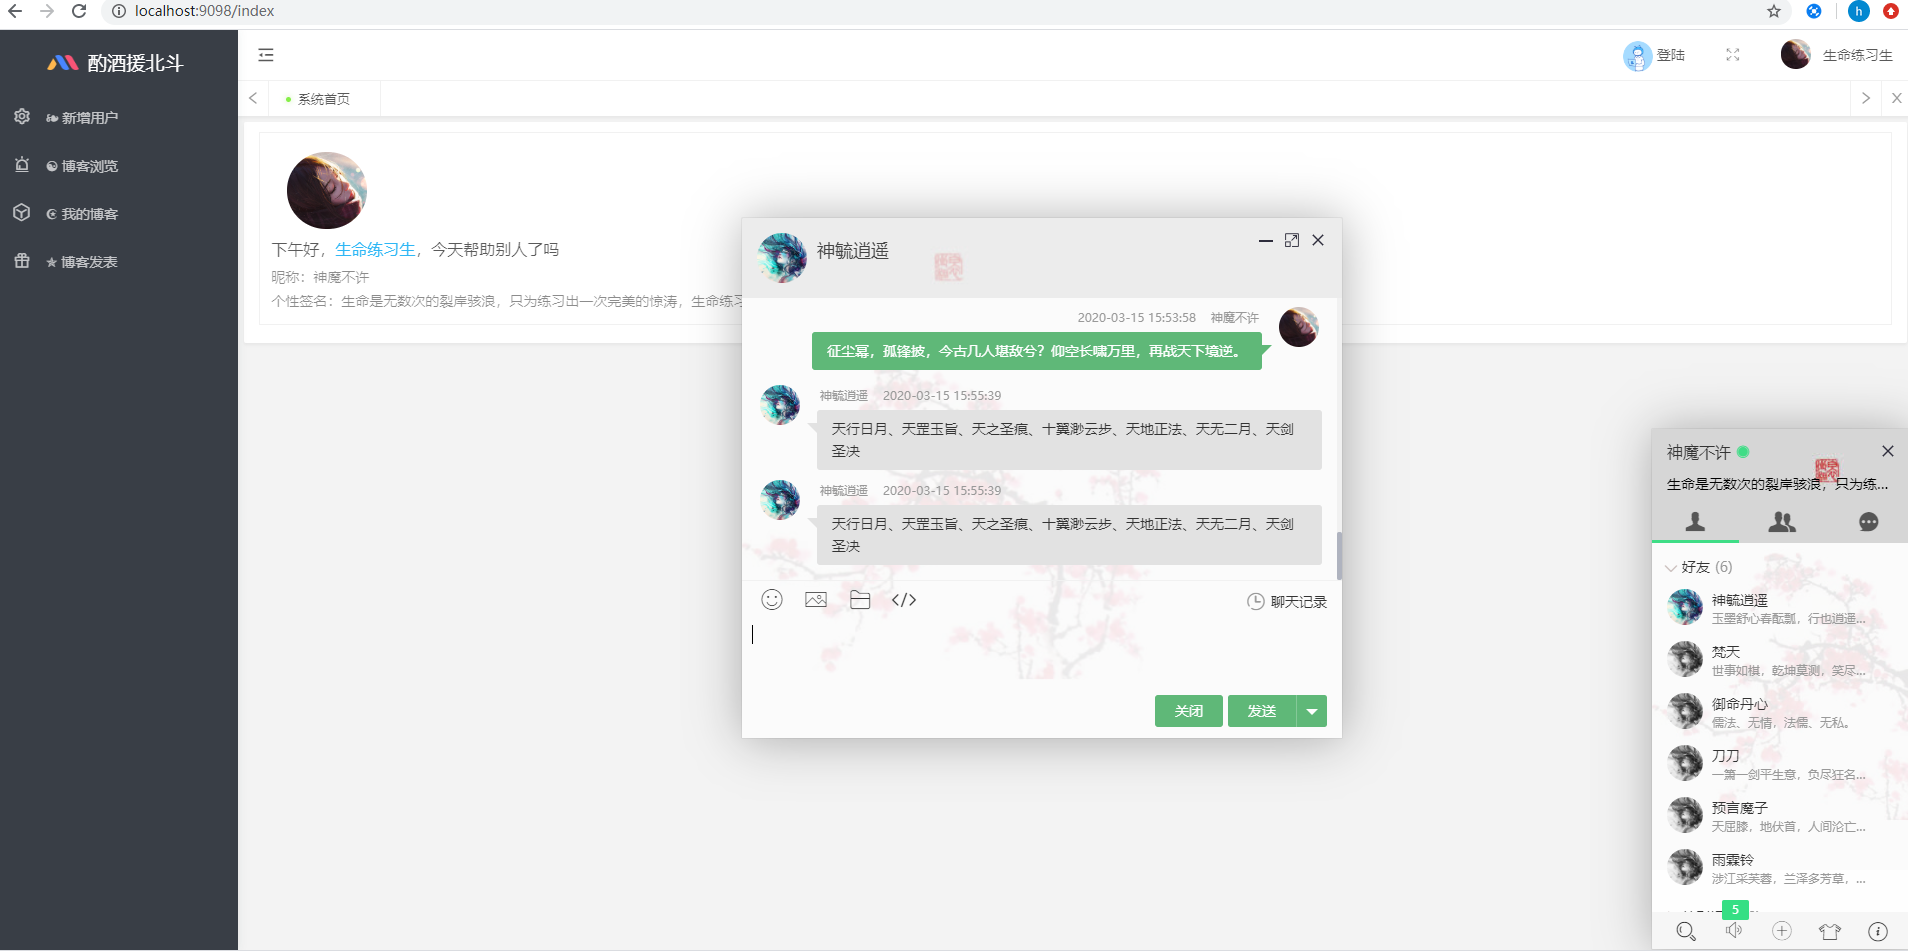 localhost:9098/index
h
酌酒援北斗
新增用户
博客浏览
我的博客
博客发表
登陆
生命练习生
系统首页
下午好，生命练习生，今天帮助别人了吗
昵称：神魔不许
个性签名：生命是无数次的裂岸骇浪，只为练习出一次完美的惊涛，生命练习
神毓逍遥
2020-03-15 15:53:58 神魔不许
征尘幂，孤锋披，今古几人堪敌兮？仰空长啸万里，再战天下境逆。
神毓逍遥 2020-03-15 15:55:39
天行日月、天罡玉旨、天之圣痕、十翼渺云步、天地正法、天无二月、天剑
圣决
神毓逍遥 2020-03-15 15:55:39
天行日月、天罡玉旨、天之圣痕、十翼渺云步、天地正法、天无二月、天剑
圣决
聊天记录
关闭
发送
神魔不许
生命是无数次的裂岸骇浪，只为练...
好友 (6)
神毓逍遥
玉墨舒心春酝瓢，行也逍遥...
梵天
世事如棋，乾坤莫测，笑尽...
御命丹心
儒法、无情，法儒、无私。
刀刀
一箫一剑平生意，负尽狂名...
预言魔子
天屈膝，地伏首，人间沦亡...
雨霖铃
涉江采芙蓉，兰泽多芳草，...
5